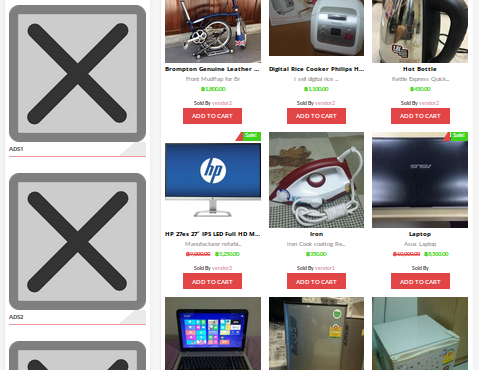 ADS1
ADS2
Brompton Genuine Leather ...
Front Mudflap for Br
฿1,800.00
Sold By vendor2
ADD TO CART
Digital Rice Cooker Philips H...
I sell digital rice ...
฿1,100.00
Sold By vendor2
ADD TO CART
Hot Bottle
Kettle Express Quick...
฿450.00
Sold By vendor2
ADD TO CART
hp
HP 27es 27″ IPS LED Full HD M...
Manufacturer refurbi...
Sale!
฿9,000.00 ฿5,250.00
Sold By vendor3
ADD TO CART
Iron
Iron Cook coating Re...
฿350.00
Sold By vendor1
ADD TO CART
Sale!
ASUS
Laptop
Asus Laptop
฿10,000.00 ฿8,500.00
Sold By
ADD TO CART